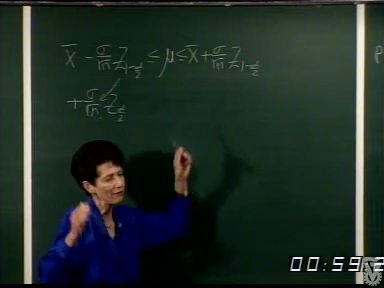 x̄ - σ/√n Z₁₋α/₂ ≤ μ ≤ x̄ + σ/√n Z₁₋α/₂
+ σ/√n Zα/₂
00:59:2